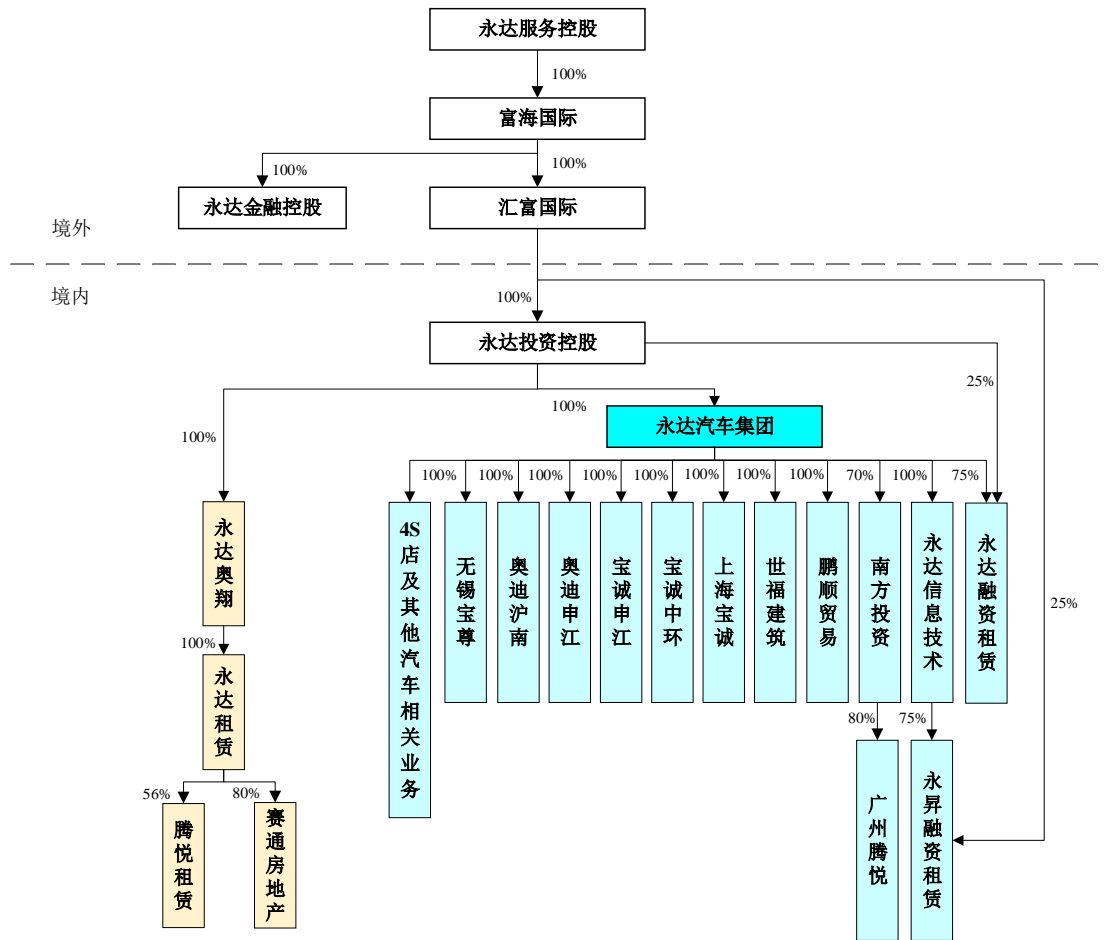 永达服务控股
100%
富海国际
100%
100%
永达金融控股
汇富国际
境外
境内
100%
永达投资控股
25%
100%
永达汽车集团
100%
100%
100%
100%
100%
100%
100%
100%
100%
70%
100%
75%
永达奥翔
4S店及其他汽车相关业务
无锡宝尊
奥迪沪南
奥迪申江
宝诚申江
宝诚中环
上海宝诚
世福建筑
鹏顺贸易
南方投资
永达信息技术
永达融资租赁
25%
100%
永达租赁
80%
75%
56%
80%
腾悦租赁
赛通房地产
广州腾悦
永昇融资租赁